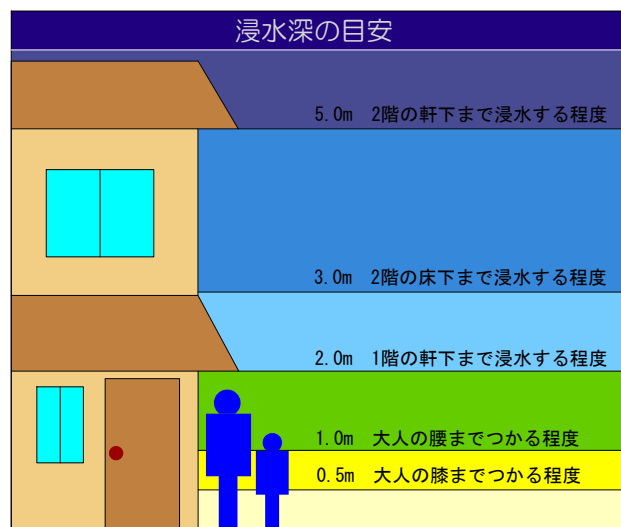 浸水深の目安
5.0m 2階の軒下まで浸水する程度
3.0m 2階の床下まで浸水する程度
2.0m 1階の軒下まで浸水する程度
1.0m 大人の腰までつかる程度
0.5m 大人の膝までつかる程度